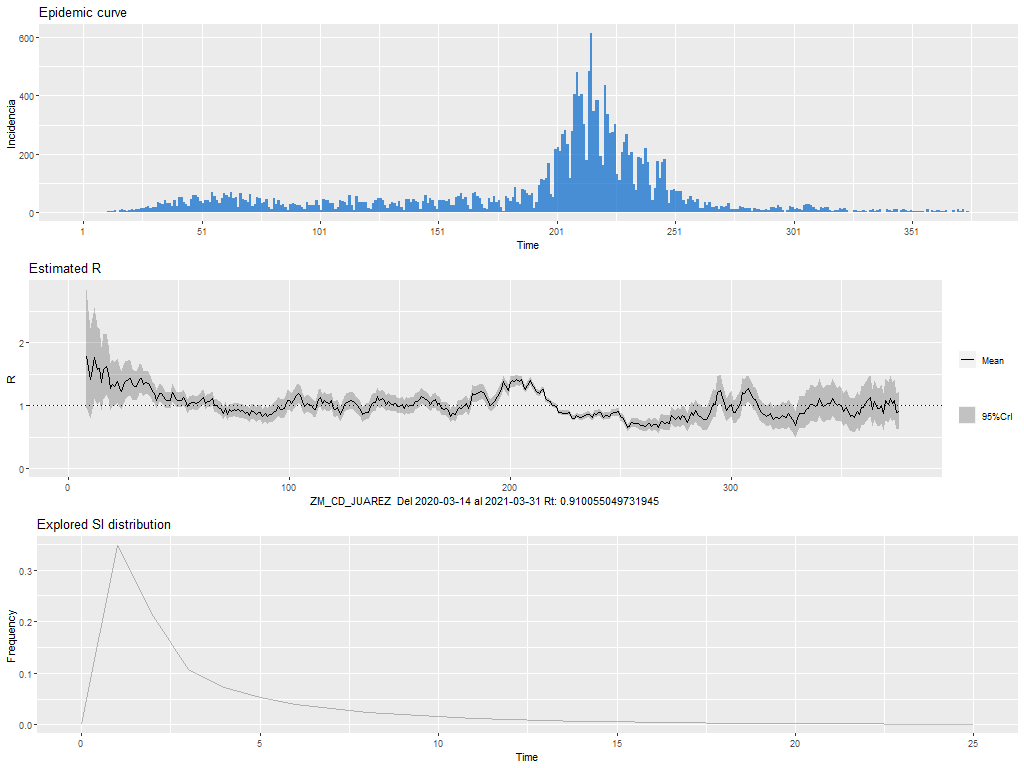 Epidemic curve
600
400
200
0
Incidencia
1 51 101 151 201 251 301 351
Time
Estimated R
2
1
0
R
0 100 200 300
ZM_CD_JUAREZ Del 2020-03-14 al 2021-03-31 Rt: 0.910055049731945
Mean
95%CrI
Explored SI distribution
0.3
0.2
0.1
0.0
Frequency
0 5 10 15 20 25
Time